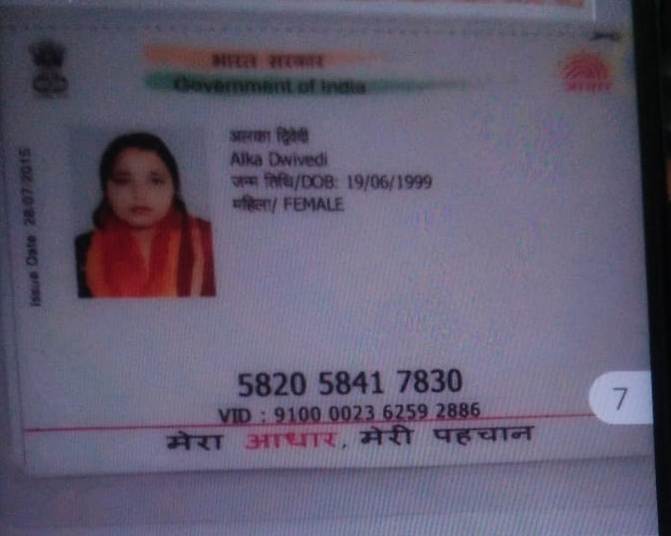 भारत सरकार
Government of India
आधार
Issue Date 28/07/2015
अलका द्विवेदी
Alka Dwivedi
जन्म तिथि/DOB: 19/06/1999
महिला/ FEMALE
5820 5841 7830
VID : 9100 0023 6259 2886
मेरा आधार, मेरी पहचान
7